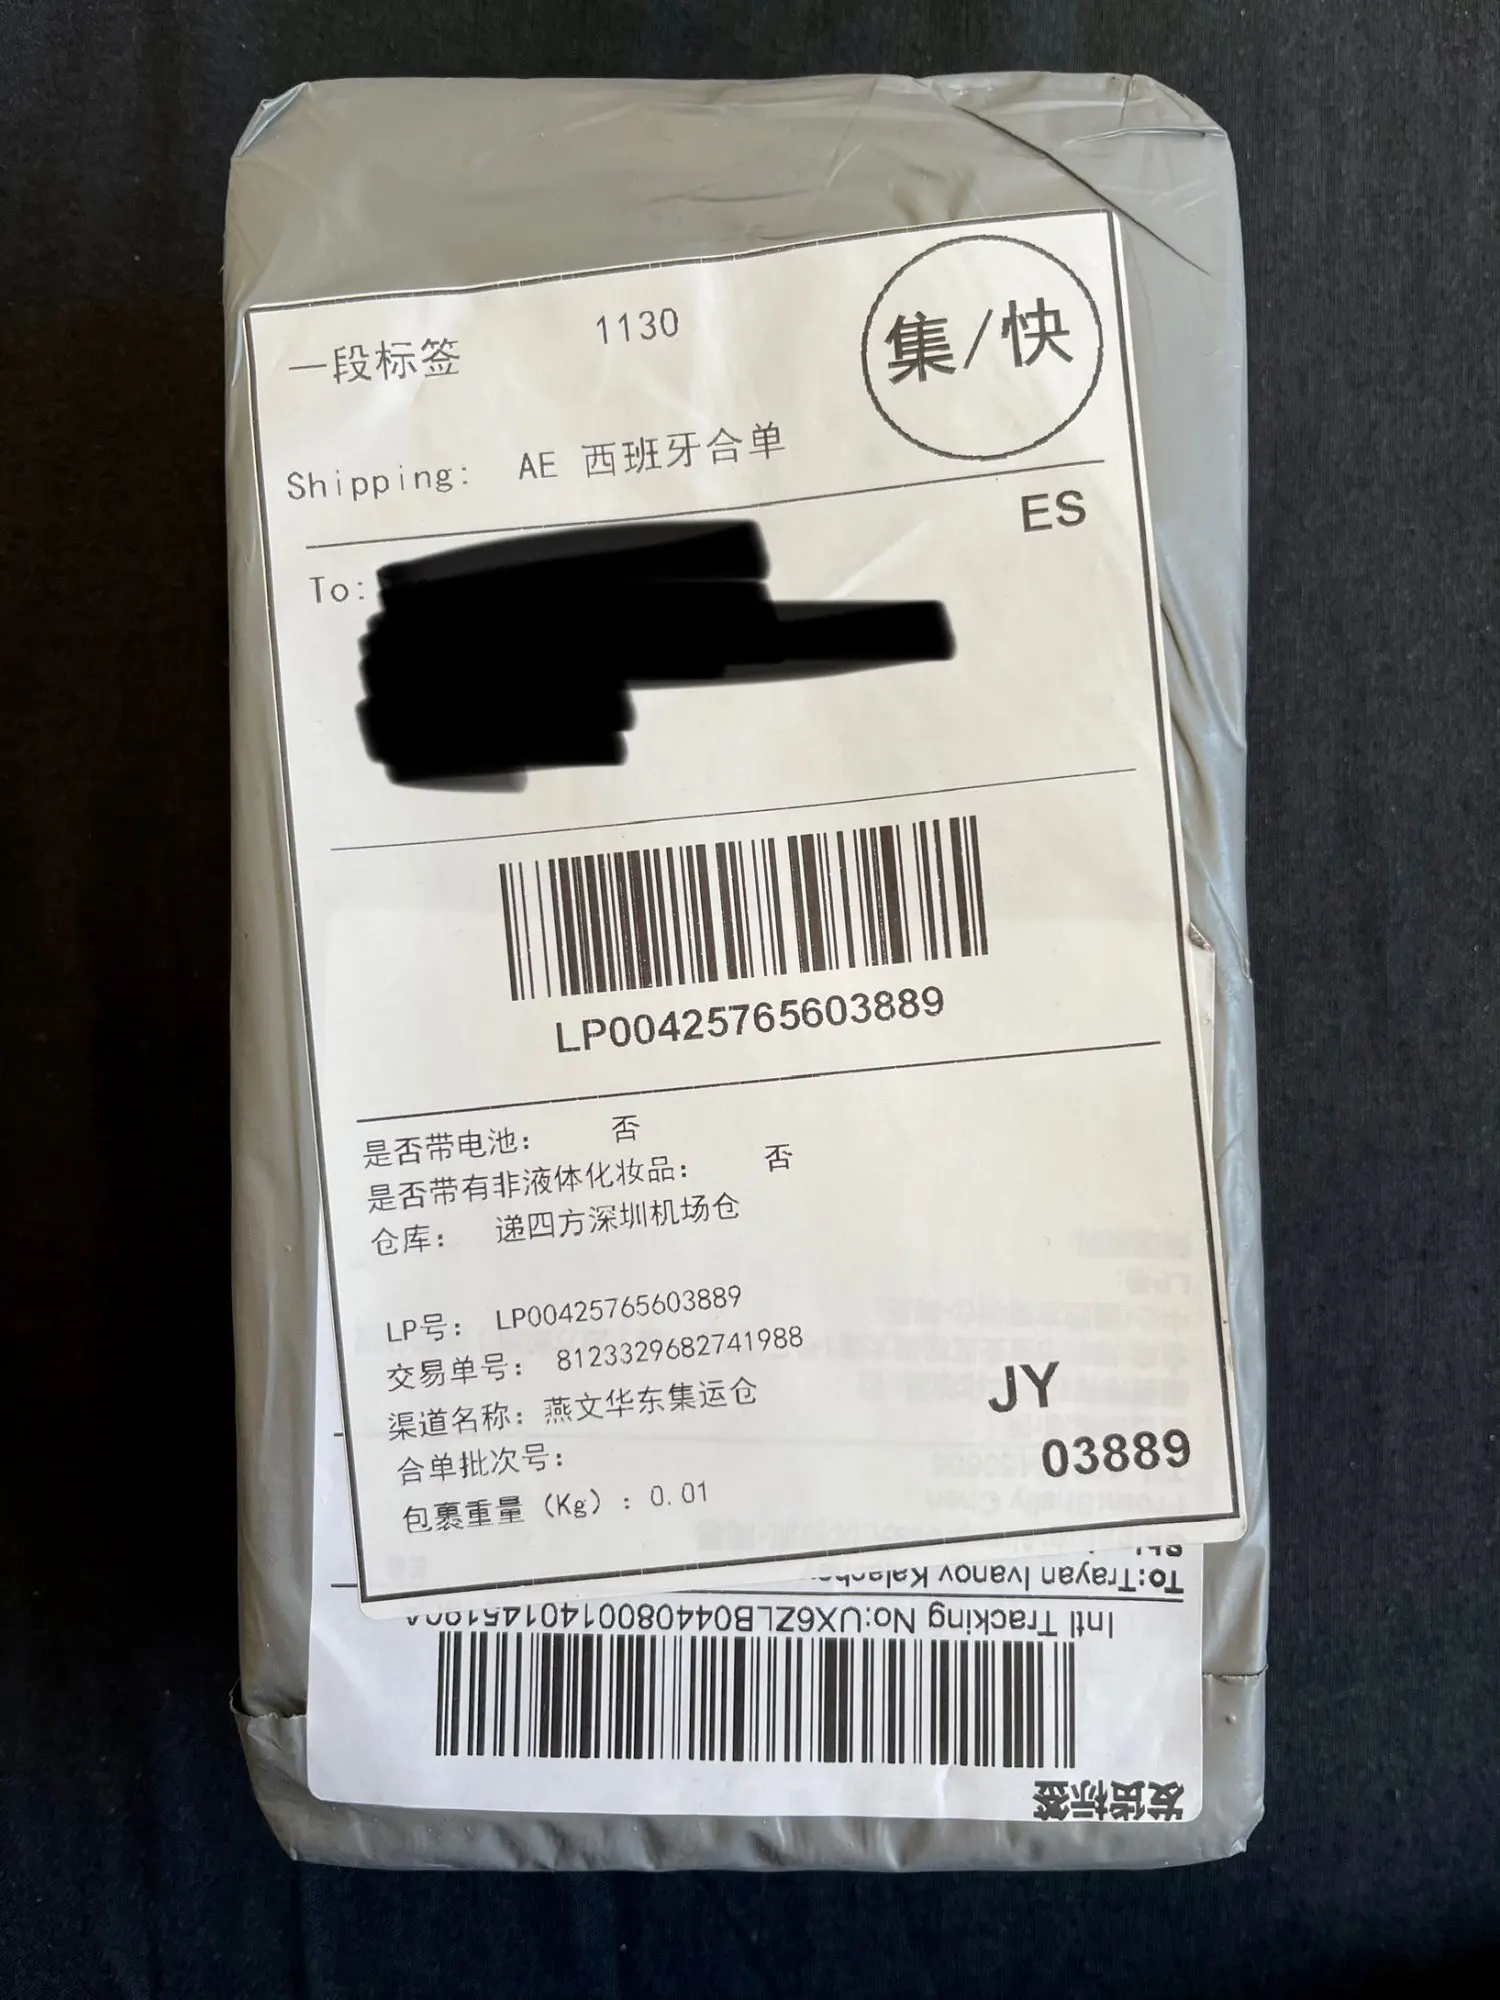 一段标签 1130 集/快
Shipping: AE 西班牙合单
ES
To:
LP00425765603889
是否带电池: 否
是否带有非液体化妆品: 否
仓库: 递四方深圳机场仓
LP号: LP00425765603889
交易单号: 8123329682741988
渠道名称: 燕文华东集运仓
JY
合单批次号:
03889
包裹重量 (Kg) : 0.01
发货标签
Intl Tracking No:UX6ZLB04408001401451
To:Trayan Ivanov